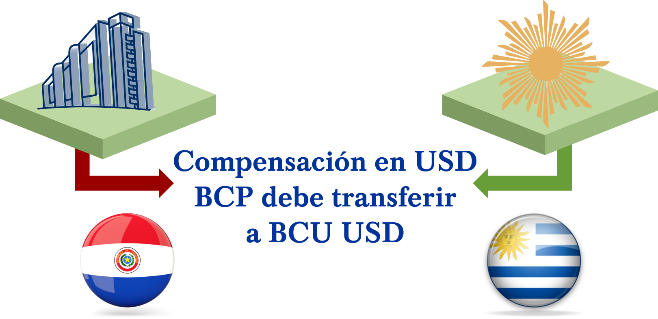 Compensación en USD
BCP debe transferir
a BCU USD